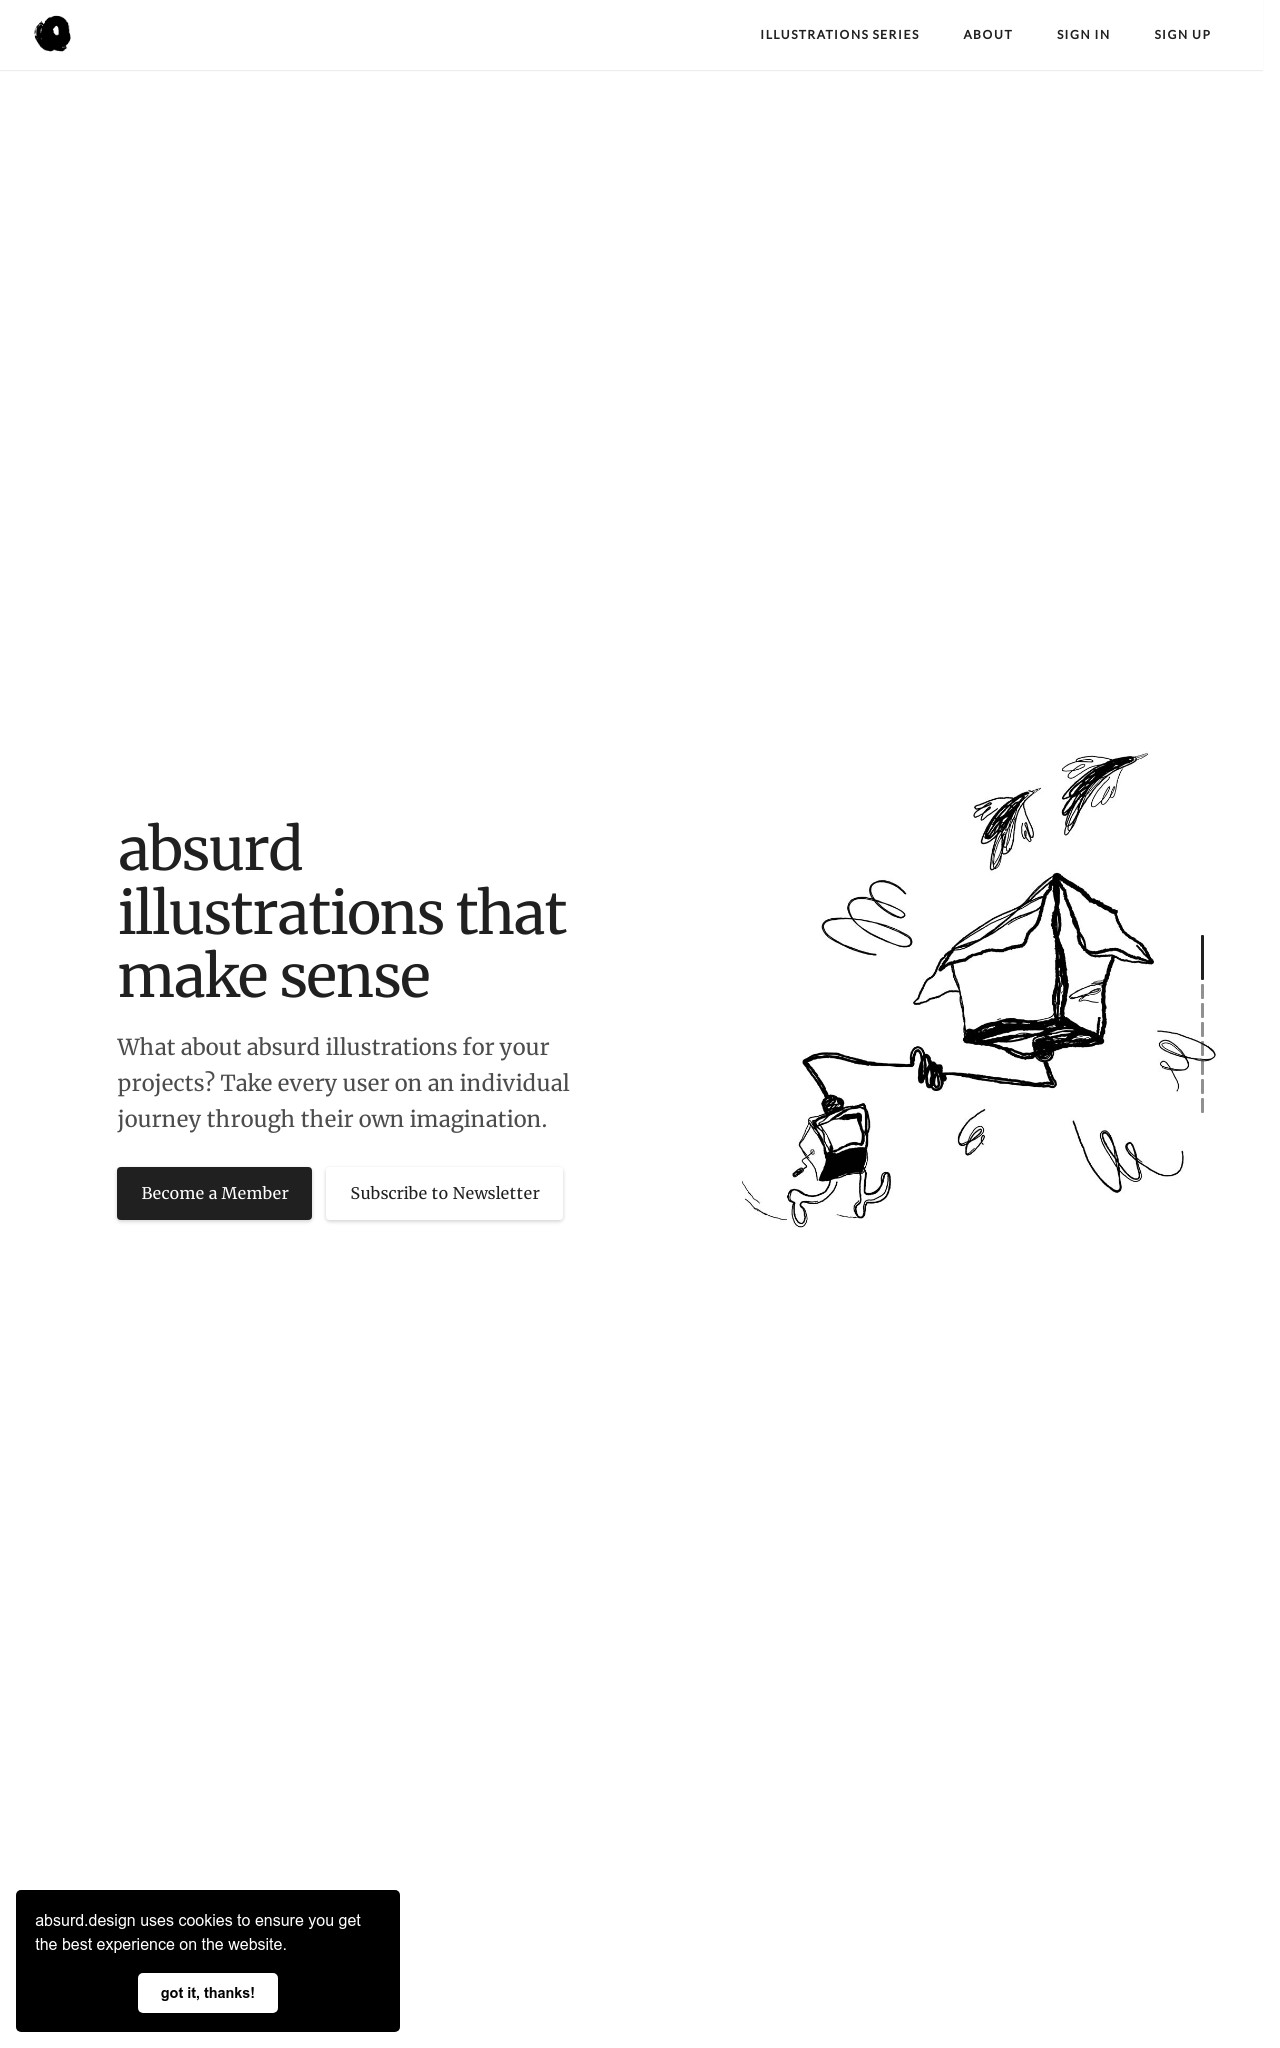 ILLUSTRATIONS SERIES ABOUT SIGN IN SIGN UP
absurd
illustrations that
make sense
What about absurd illustrations for your
projects? Take every user on an individual
journey through their own imagination.
Become a Member Subscribe to Newsletter
absurd.design uses cookies to ensure you get
the best experience on the website.
got it, thanks!